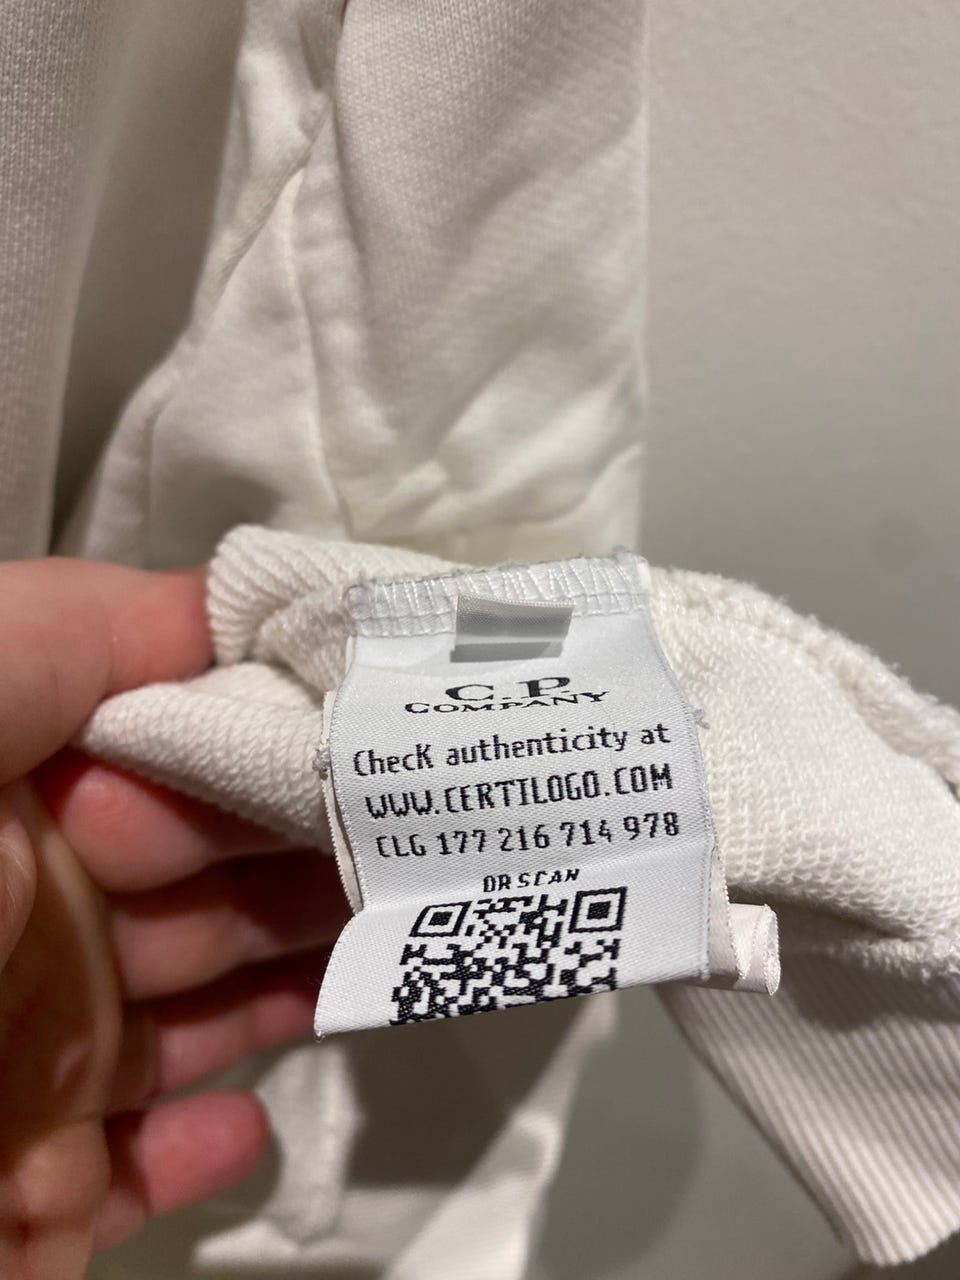 C.P.
COMPANY
ChecK authenticity at
WWW.CERTILOGO.COM
CLG 177 216 714 978
OR SCAN